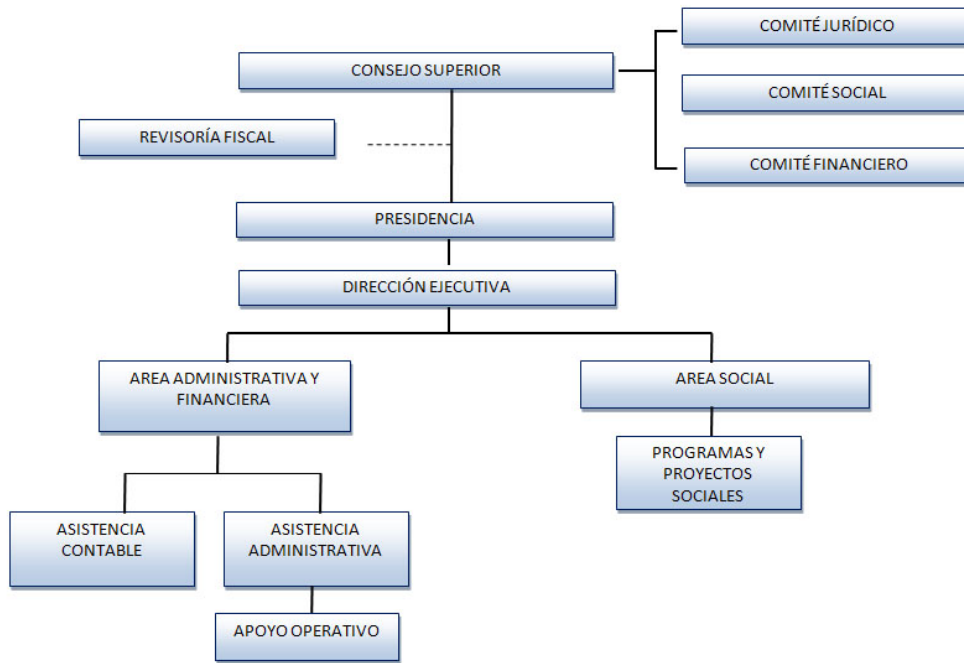 COMITÉ JURÍDICO
CONSEJO SUPERIOR
COMITÉ SOCIAL
REVISORÍA FISCAL
COMITÉ FINANCIERO
PRESIDENCIA
DIRECCIÓN EJECUTIVA
AREA ADMINISTRATIVA Y
FINANCIERA
AREA SOCIAL
PROGRAMAS Y
PROYECTOS
SOCIALES
ASISTENCIA
CONTABLE
ASISTENCIA
ADMINISTRATIVA
APOYO OPERATIVO